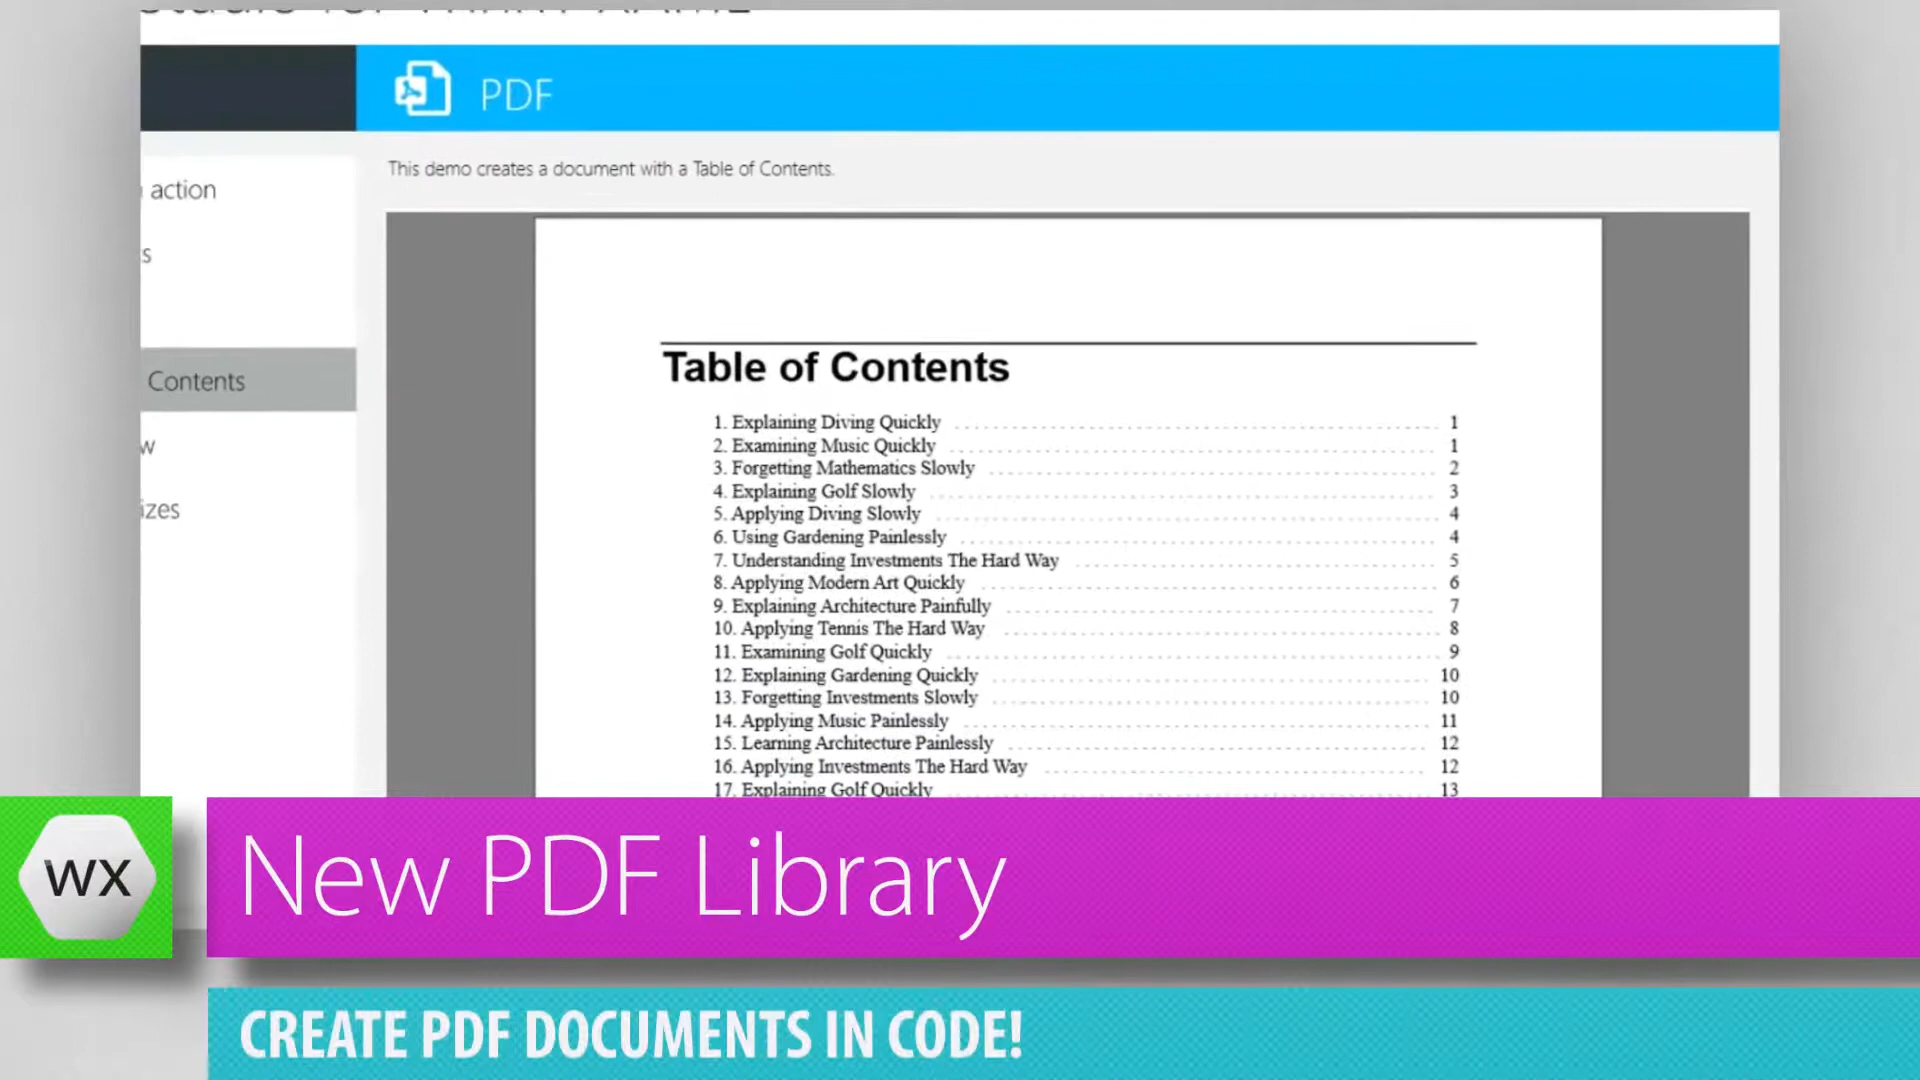 PDF
This demo creates a document with a Table of Contents.
action
s
Contents
w
izes
Table of Contents
1. Explaining Diving Quickly 1
2. Examining Music Quickly 1
3. Forgetting Mathematics Slowly 2
4. Explaining Golf Slowly 3
5. Applying Diving Slowly 4
6. Using Gardening Painlessly 4
7. Understanding Investments The Hard Way 5
8. Applying Modern Art Quickly 6
9. Explaining Architecture Painfully 7
10. Applying Tennis The Hard Way 8
11. Examining Golf Quickly 9
12. Explaining Gardening Quickly 10
13. Forgetting Investments Slowly 10
14. Applying Music Painlessly 11
15. Learning Architecture Painlessly 12
16. Applying Investments The Hard Way 12
17. Explaining Golf Quickly 13
WX
New PDF Library
CREATE PDF DOCUMENTS IN CODE!